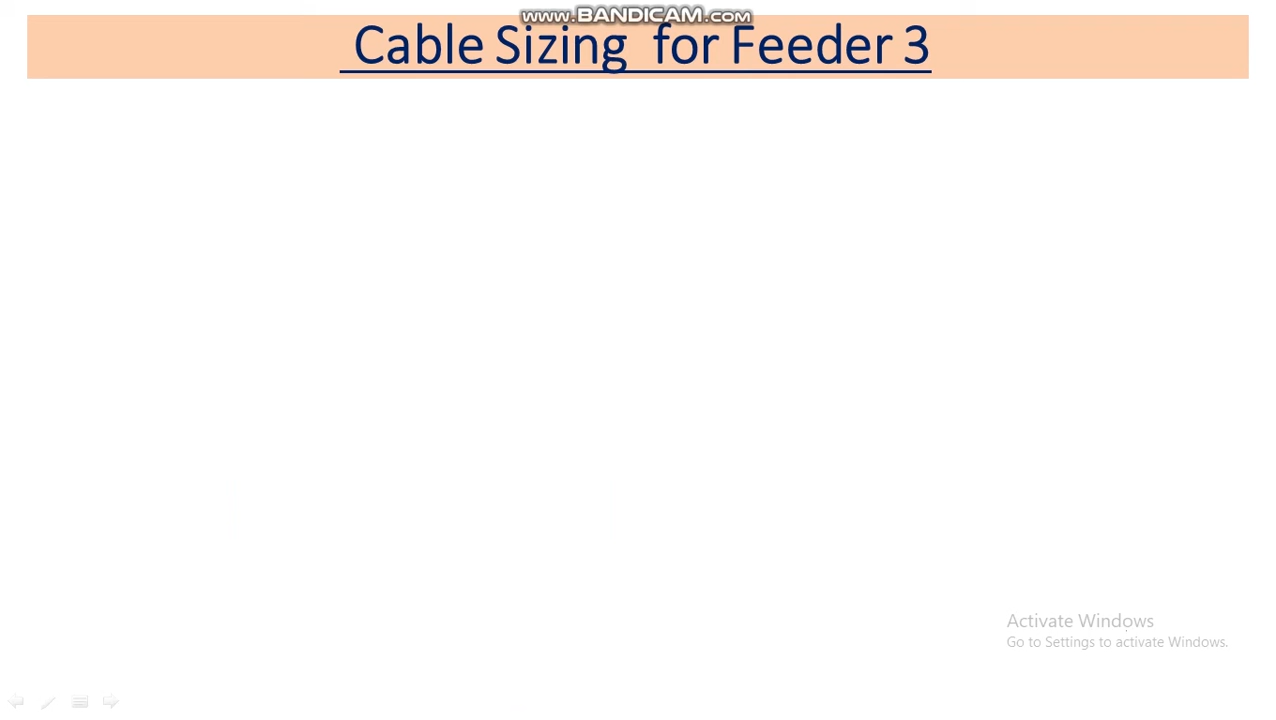 www.BANDICAM.com
Cable Sizing for Feeder 3
Activate Windows
Go to Settings to activate Windows.